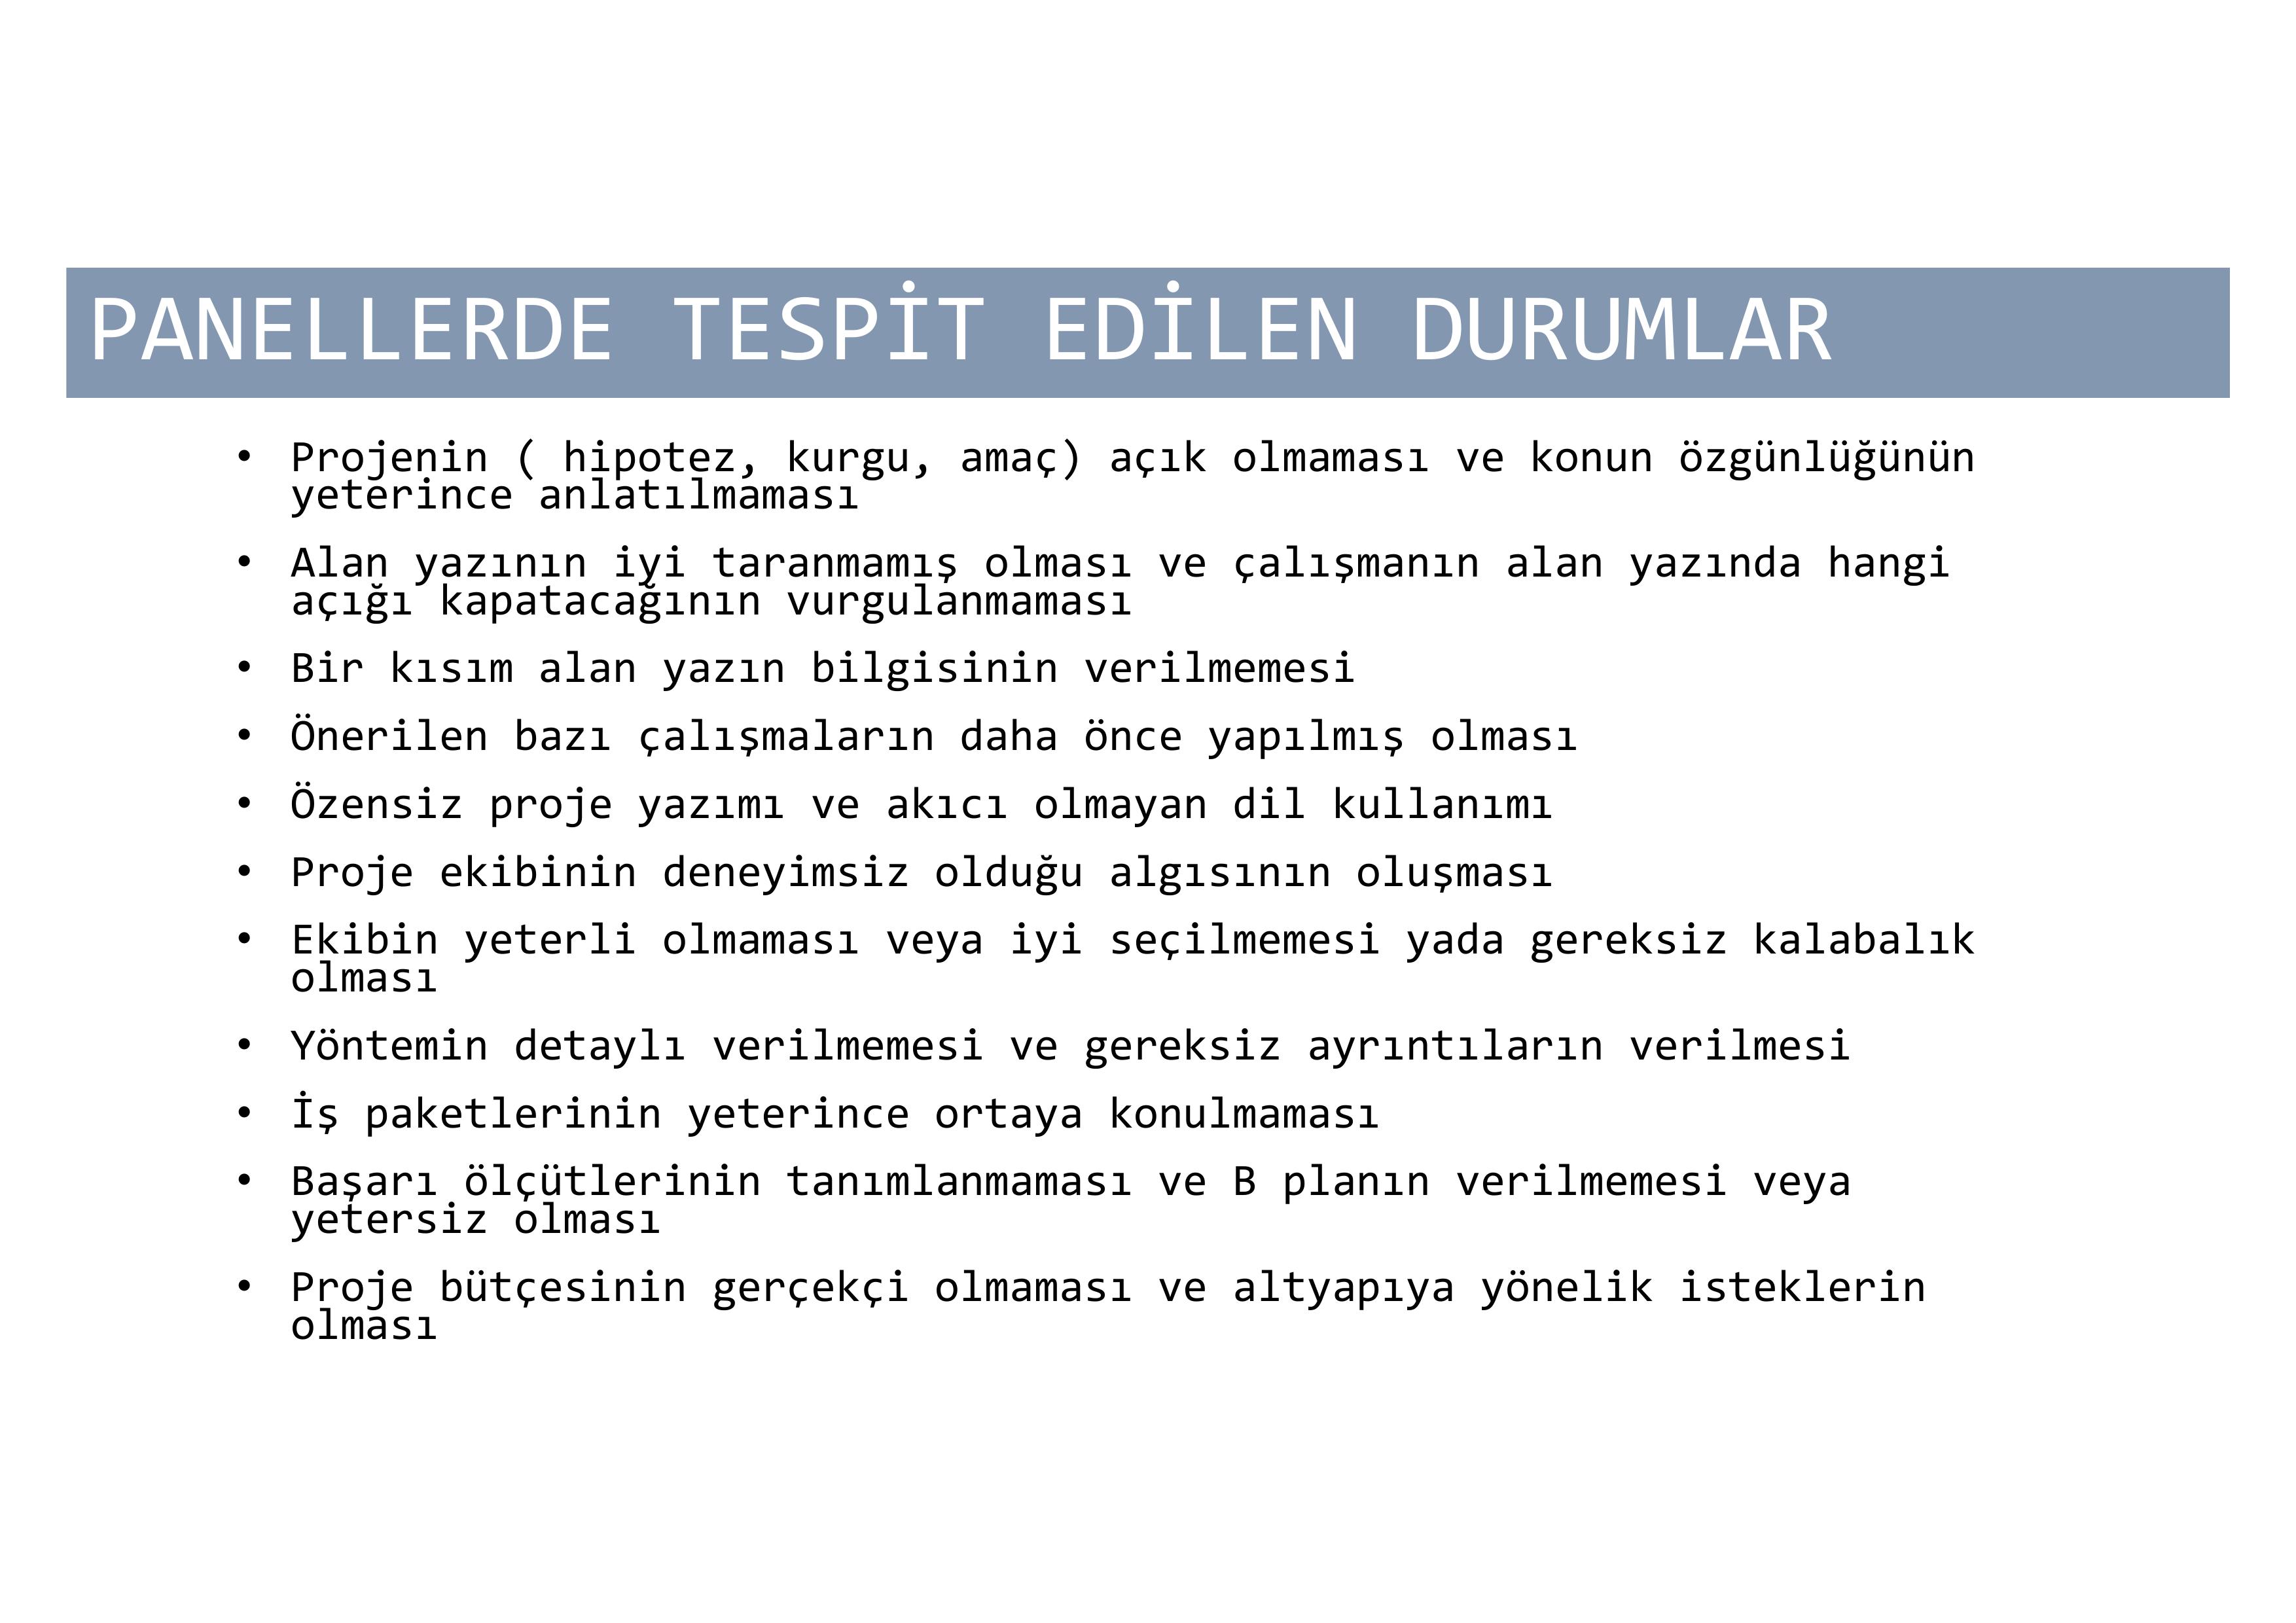 PANELLERDE TESPİT EDİLEN DURUMLAR
• Projenin ( hipotez, kurgu, amaç) açık olmaması ve konun özgünlüğünün
yeterince anlatılmaması
• Alan yazının iyi taranmamış olması ve çalışmanın alan yazında hangi
açığı kapatacağının vurgulanmaması
• Bir kısım alan yazın bilgisinin verilmemesi
• Önerilen bazı çalışmaların daha önce yapılmış olması
• Özensiz proje yazımı ve akıcı olmayan dil kullanımı
• Proje ekibinin deneyimsiz olduğu algısının oluşması
• Ekibin yeterli olmaması veya iyi seçilmemesi yada gereksiz kalabalık
olması
• Yöntemin detaylı verilmemesi ve gereksiz ayrıntıların verilmesi
• İş paketlerinin yeterince ortaya konulmaması
• Başarı ölçütlerinin tanımlanmaması ve B planın verilmemesi veya
yetersiz olması
• Proje bütçesinin gerçekçi olmaması ve altyapıya yönelik isteklerin
olması